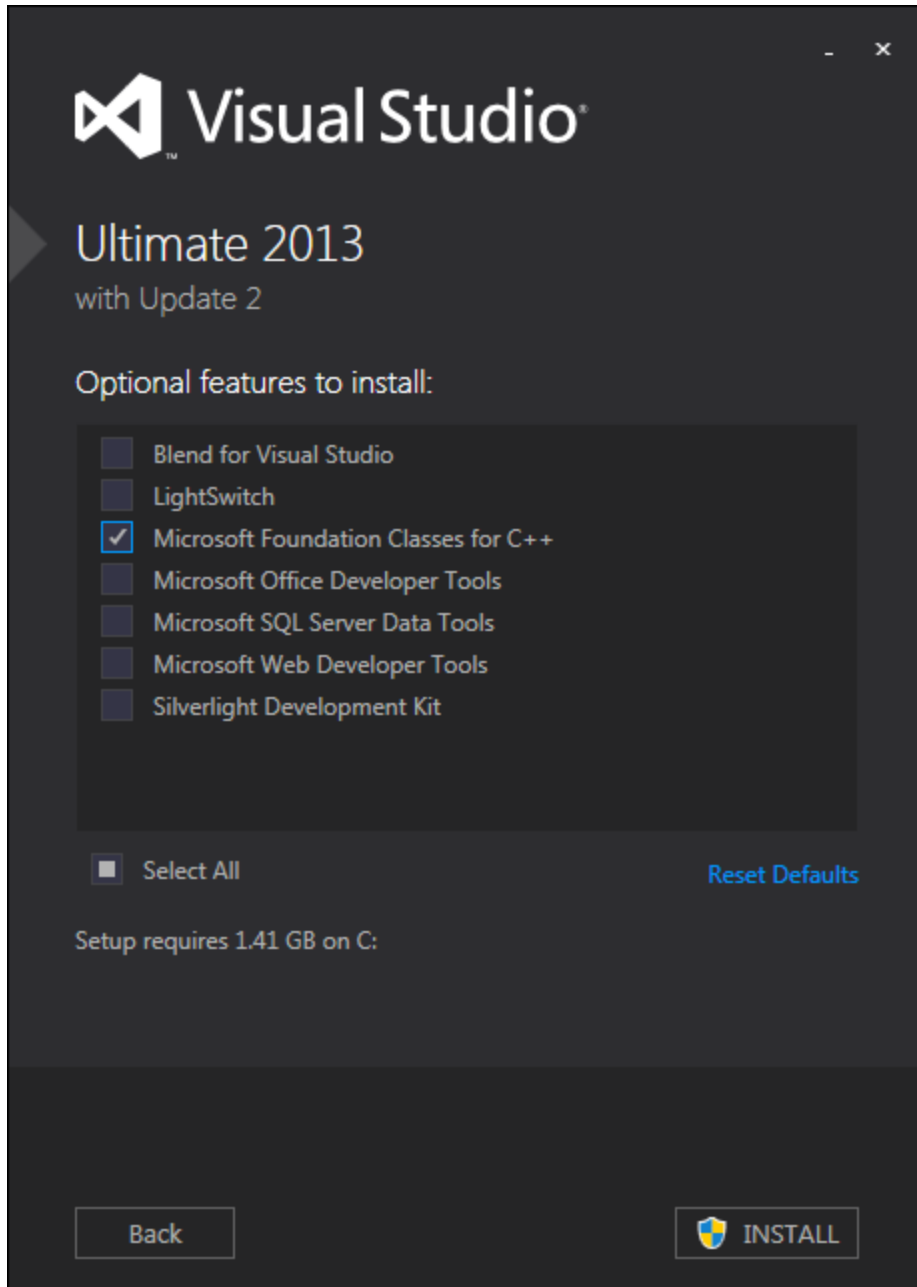 Visual Studio®
™
Ultimate 2013
with Update 2
Optional features to install:
Blend for Visual Studio
LightSwitch
Microsoft Foundation Classes for C++
Microsoft Office Developer Tools
Microsoft SQL Server Data Tools
Microsoft Web Developer Tools
Silverlight Development Kit
Select All
Reset Defaults
Setup requires 1.41 GB on C:
Back
INSTALL